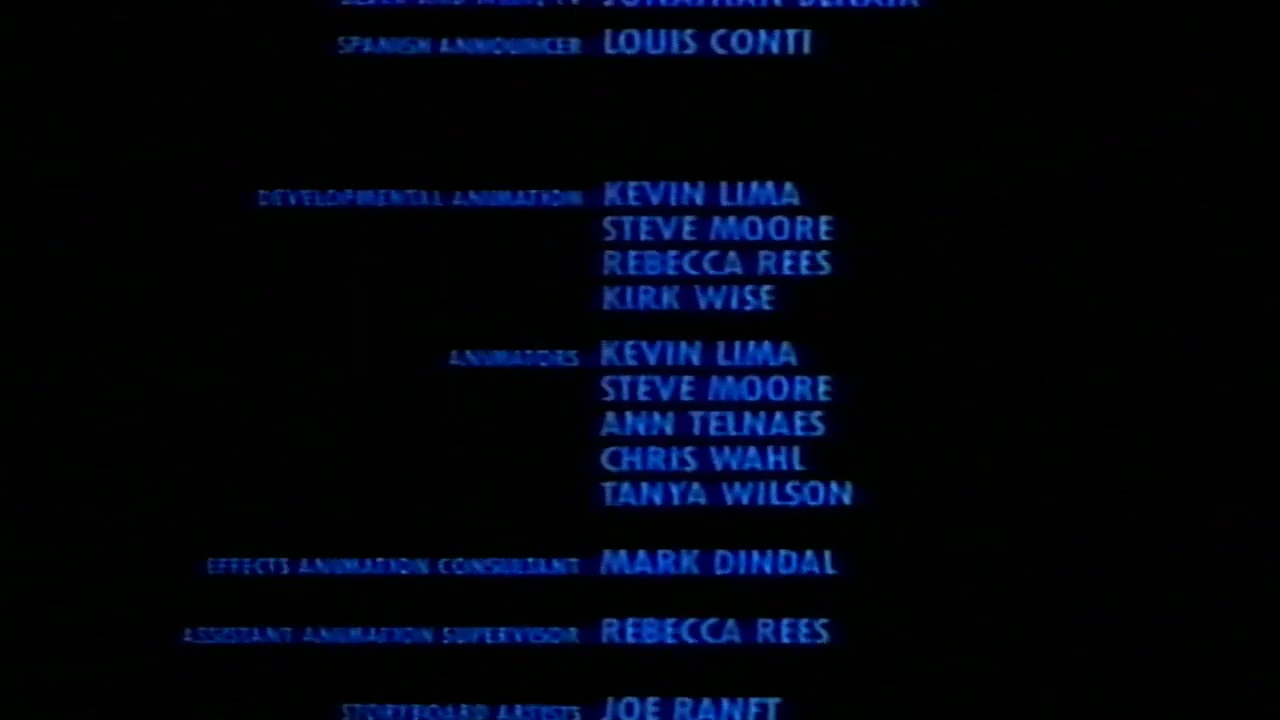 JONATHAN BENAIR
SPANISH ANNOUNCER LOUIS CONTI
DEVELOPMENTAL ANIMATION KEVIN LIMA
STEVE MOORE
REBECCA REES
KIRK WISE
ANIMATORS KEVIN LIMA
STEVE MOORE
ANN TELNAES
CHRIS WAHL
TANYA WILSON
EFFECTS ANIMATION CONSULTANT MARK DINDAL
ASSISTANT ANIMATION SUPERVISOR REBECCA REES
STORYBOARD ARTISTS JOE RANFT